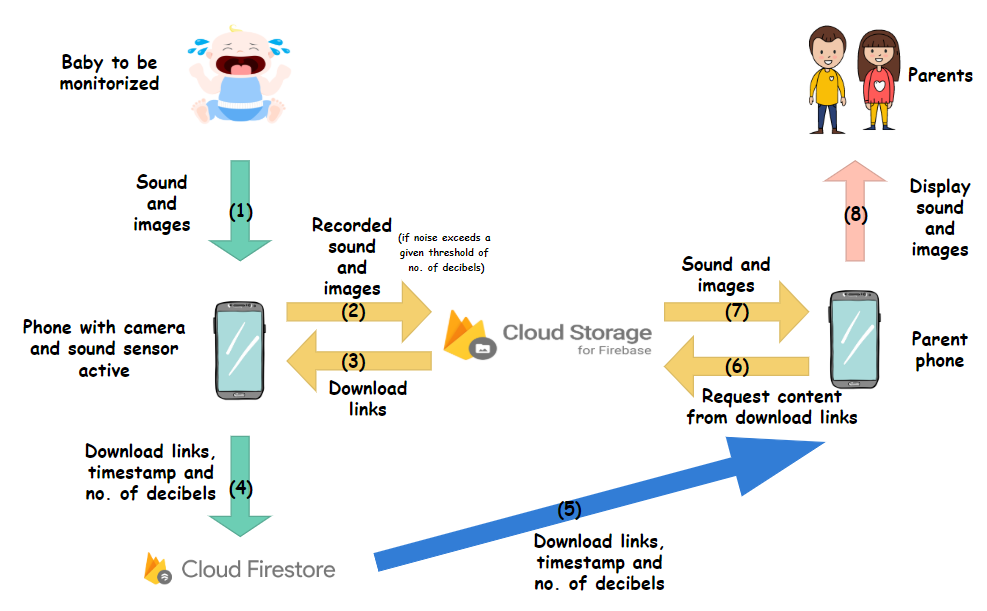 Baby to be
monitorized
Parents
Sound
and
images
(1)
Recorded
sound
and
images
(if noise exceeds a
given threshold of
no. of decibels)
(2)
Display
sound
and
images
(8)
Sound and
images
(7)
Phone with camera
and sound sensor
active
Cloud Storage
for Firebase
Parent
phone
(3)
Download
links
(6)
Request content
from download links
Download links,
timestamp and
no. of decibels
(4)
(5)
Download links,
timestamp and
no. of decibels
Cloud Firestore